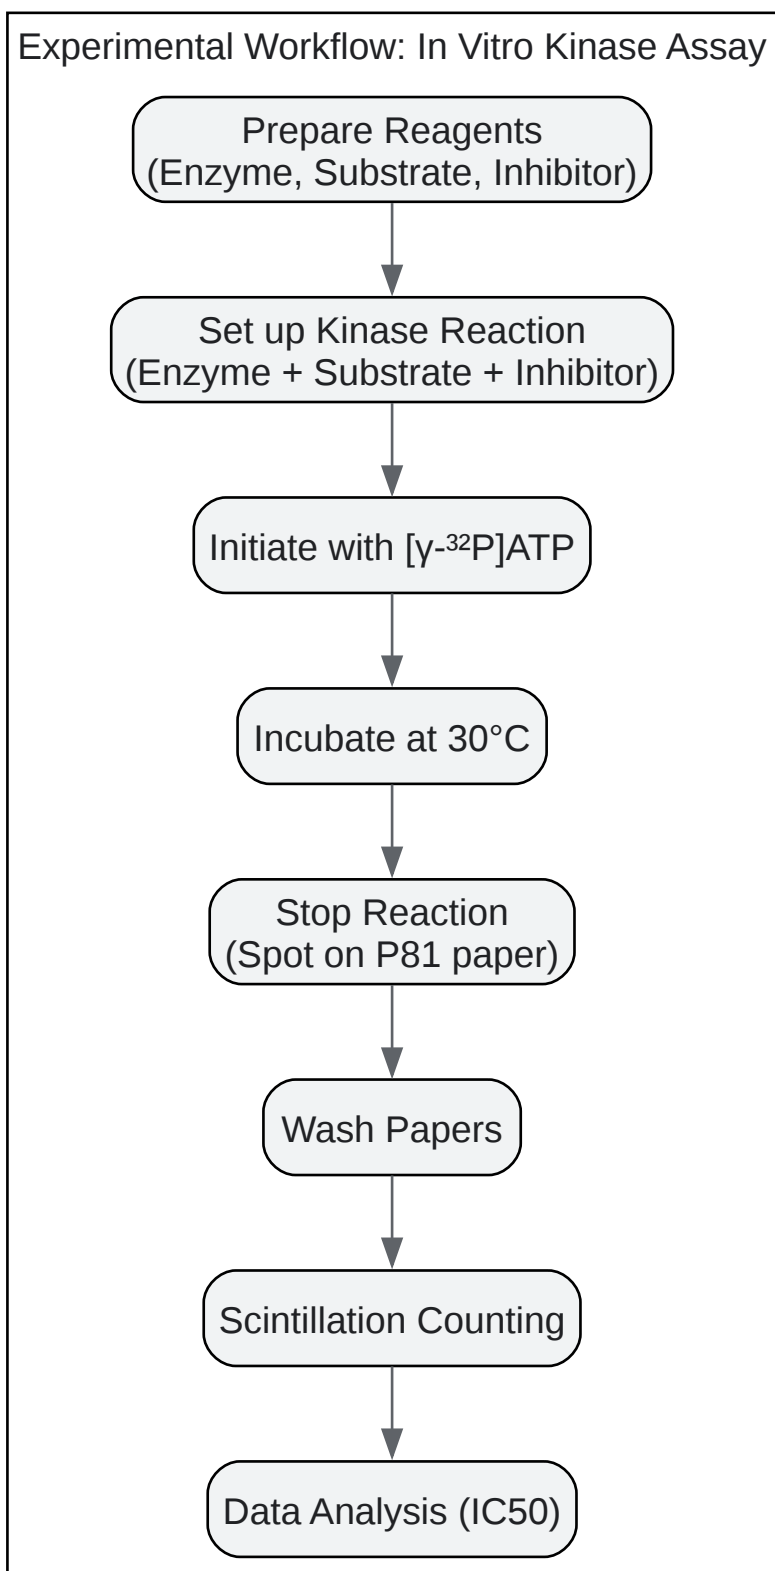 Experimental Workflow: In Vitro Kinase Assay
Prepare Reagents
(Enzyme, Substrate, Inhibitor)
Set up Kinase Reaction
(Enzyme + Substrate + Inhibitor)
Initiate with [γ-³²P]ATP
Incubate at 30°C
Stop Reaction
(Spot on P81 paper)
Wash Papers
Scintillation Counting
Data Analysis (IC50)